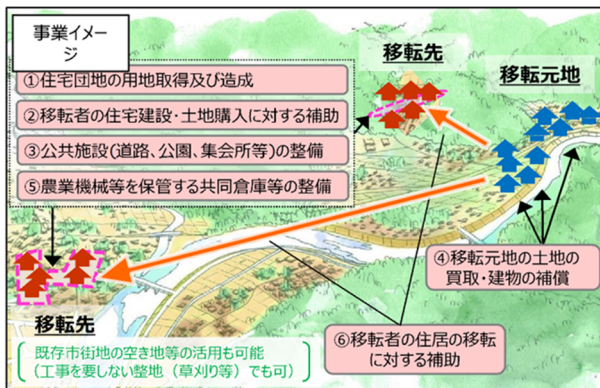 事業イメー
ジ
①住宅団地の用地取得及び造成
②移転者の住宅建設・土地購入に対する補助
③公共施設(道路、公園、集会所等)の整備
⑤農業機械等を保管する共同倉庫等の整備
移転先
移転元地
④移転元地の土地の
買取・建物の補償
⑥移転者の住居の移転
に対する補助
移転先
既存市街地の空き地等の活用も可能
（工事を要しない整地（草刈り等）でも可）